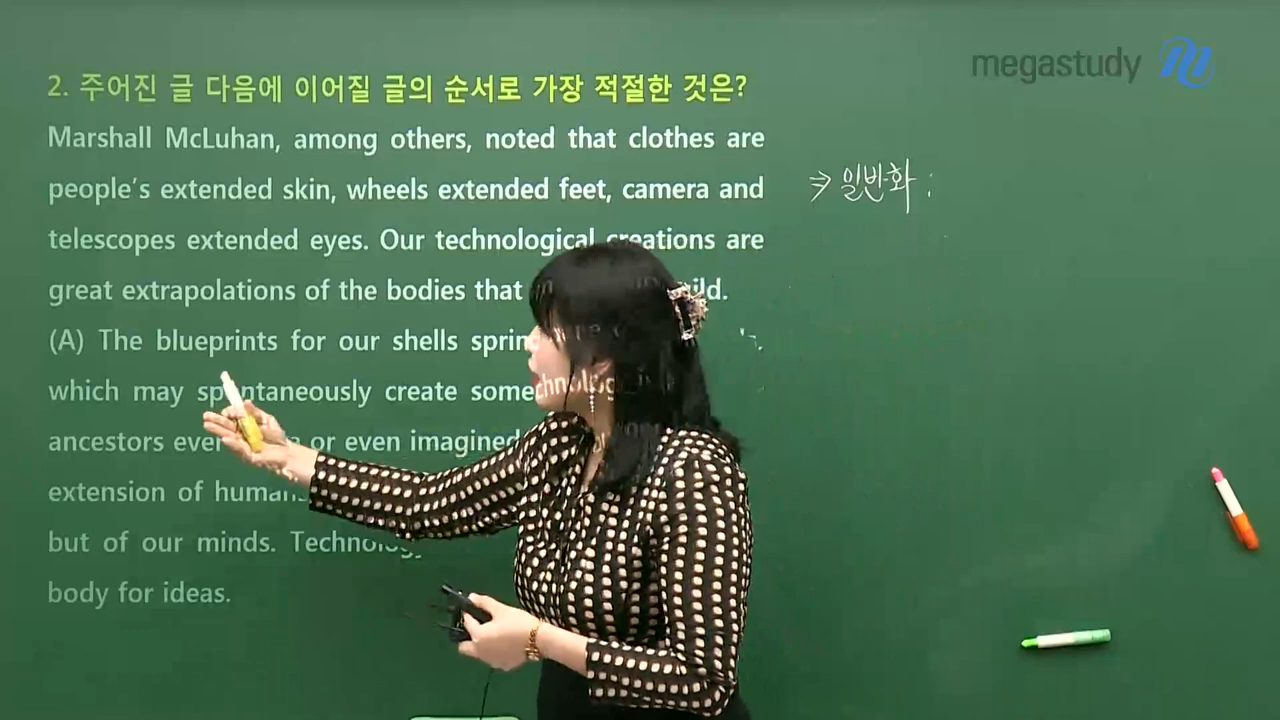 megastudy
2. 주어진 글 다음에 이어질 글의 순서로 가장 적절한 것은?
Marshall McLuhan, among others, noted that clothes are
people's extended skin, wheels extended feet, camera and
telescopes extended eyes. Our technological creations are
great extrapolations of the bodies that
(A) The blueprints for our shells
which may spontaneously create
ancestors or even imagined
extension of
but of our minds. Technology
body for ideas.
⇒ 일반화 :